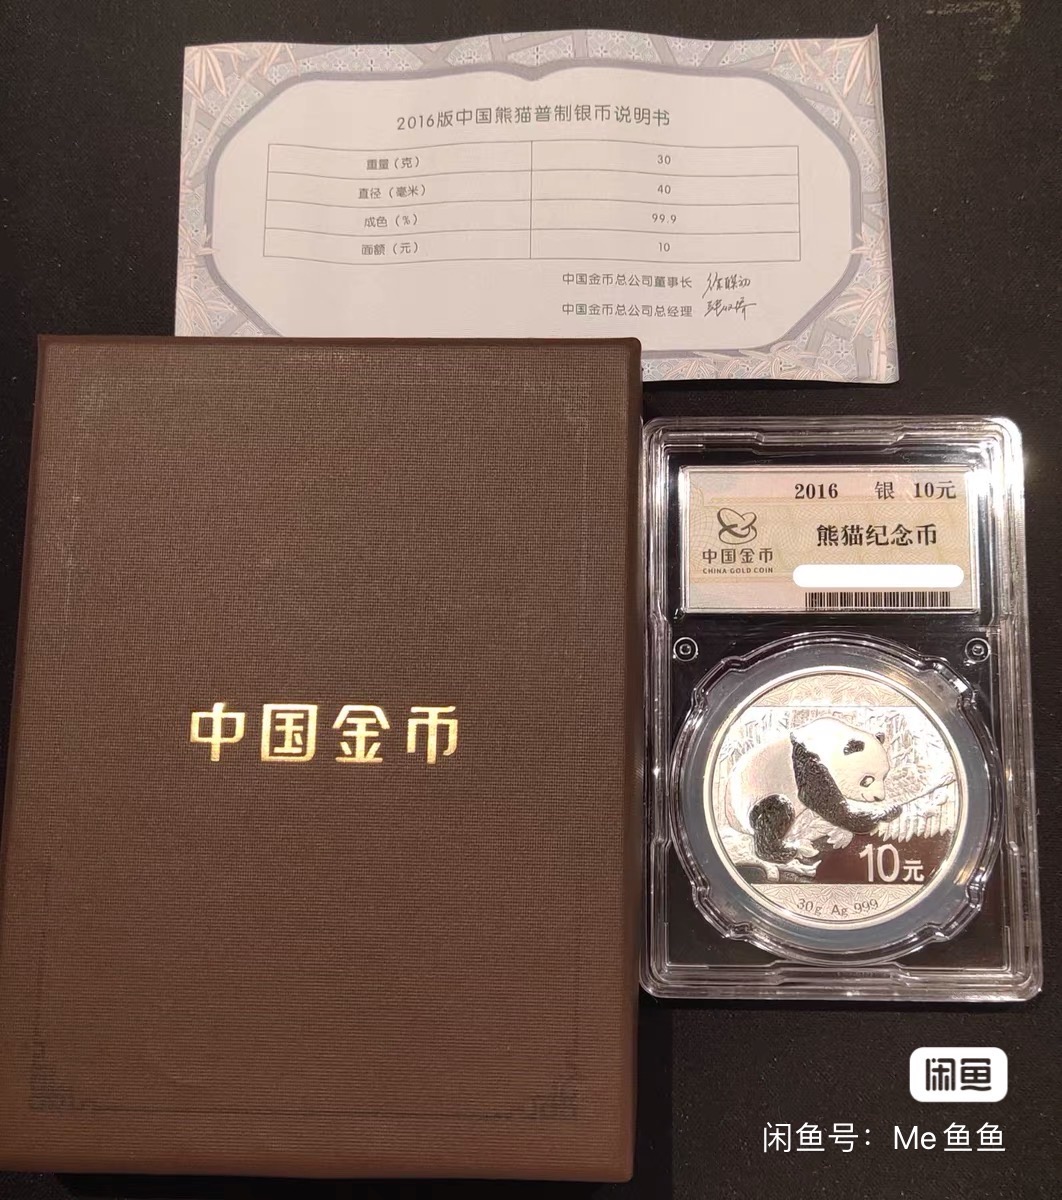 2016版中国熊猫普制银币说明书
重量（克） 30
直径（毫米） 40
成色（%） 99.9
面额（元） 10
中国金币总公司董事长
中国金币总公司总经理
中国金币
2016 银 10元
熊猫纪念币
中国金币
CHINA GOLD COIN
10元
30g Ag .999
闲鱼
闲鱼号：Me鱼鱼